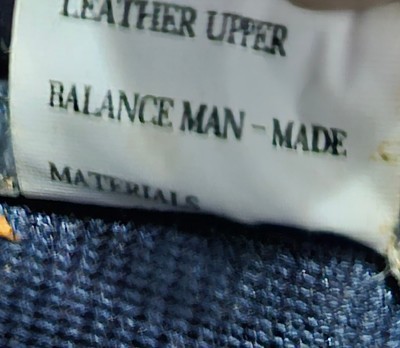 LEATHER UPPER
BALANCE MAN-MADE
MATERIALS